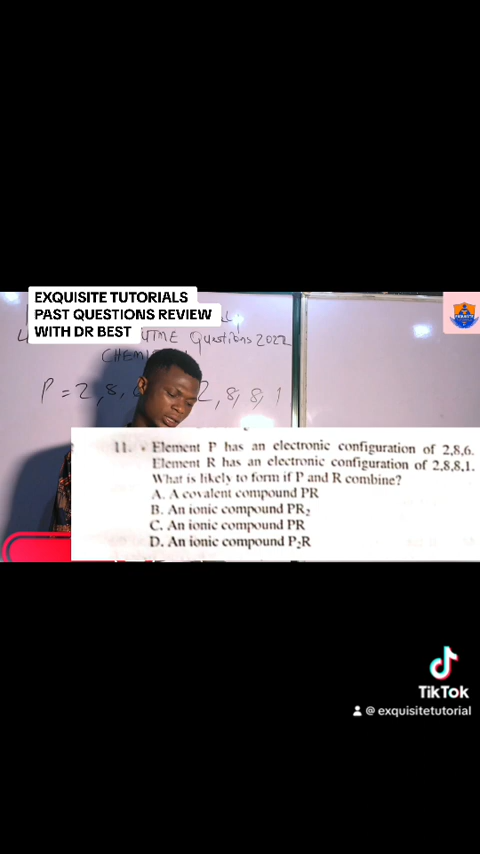 EXQUISITE TUTORIALS
PAST QUESTIONS REVIEW
WITH DR BEST
UTME Questions 2022
P = 2, 8,
2, 8, 8, 1
11. Element P has an electronic configuration of 2,8,6.
Element R has an electronic configuration of 2,8,8,1.
What is likely to form if P and R combine?
A. A covalent compound PR
B. An ionic compound PR₂
C. An ionic compound PR
D. An ionic compound P₂R
TikTok
@ exquisitetutorial